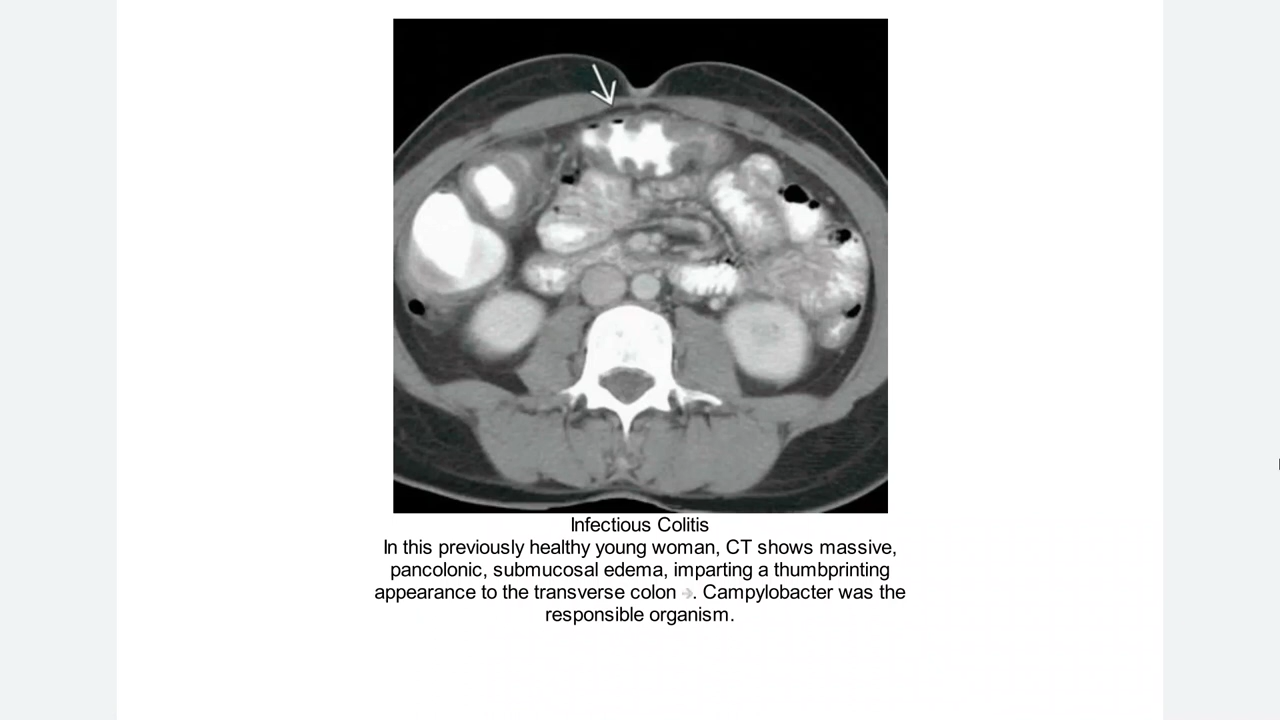 Infectious Colitis
In this previously healthy young woman, CT shows massive,
pancolonic, submucosal edema, imparting a thumbprinting
appearance to the transverse colon ➔. Campylobacter was the
responsible organism.